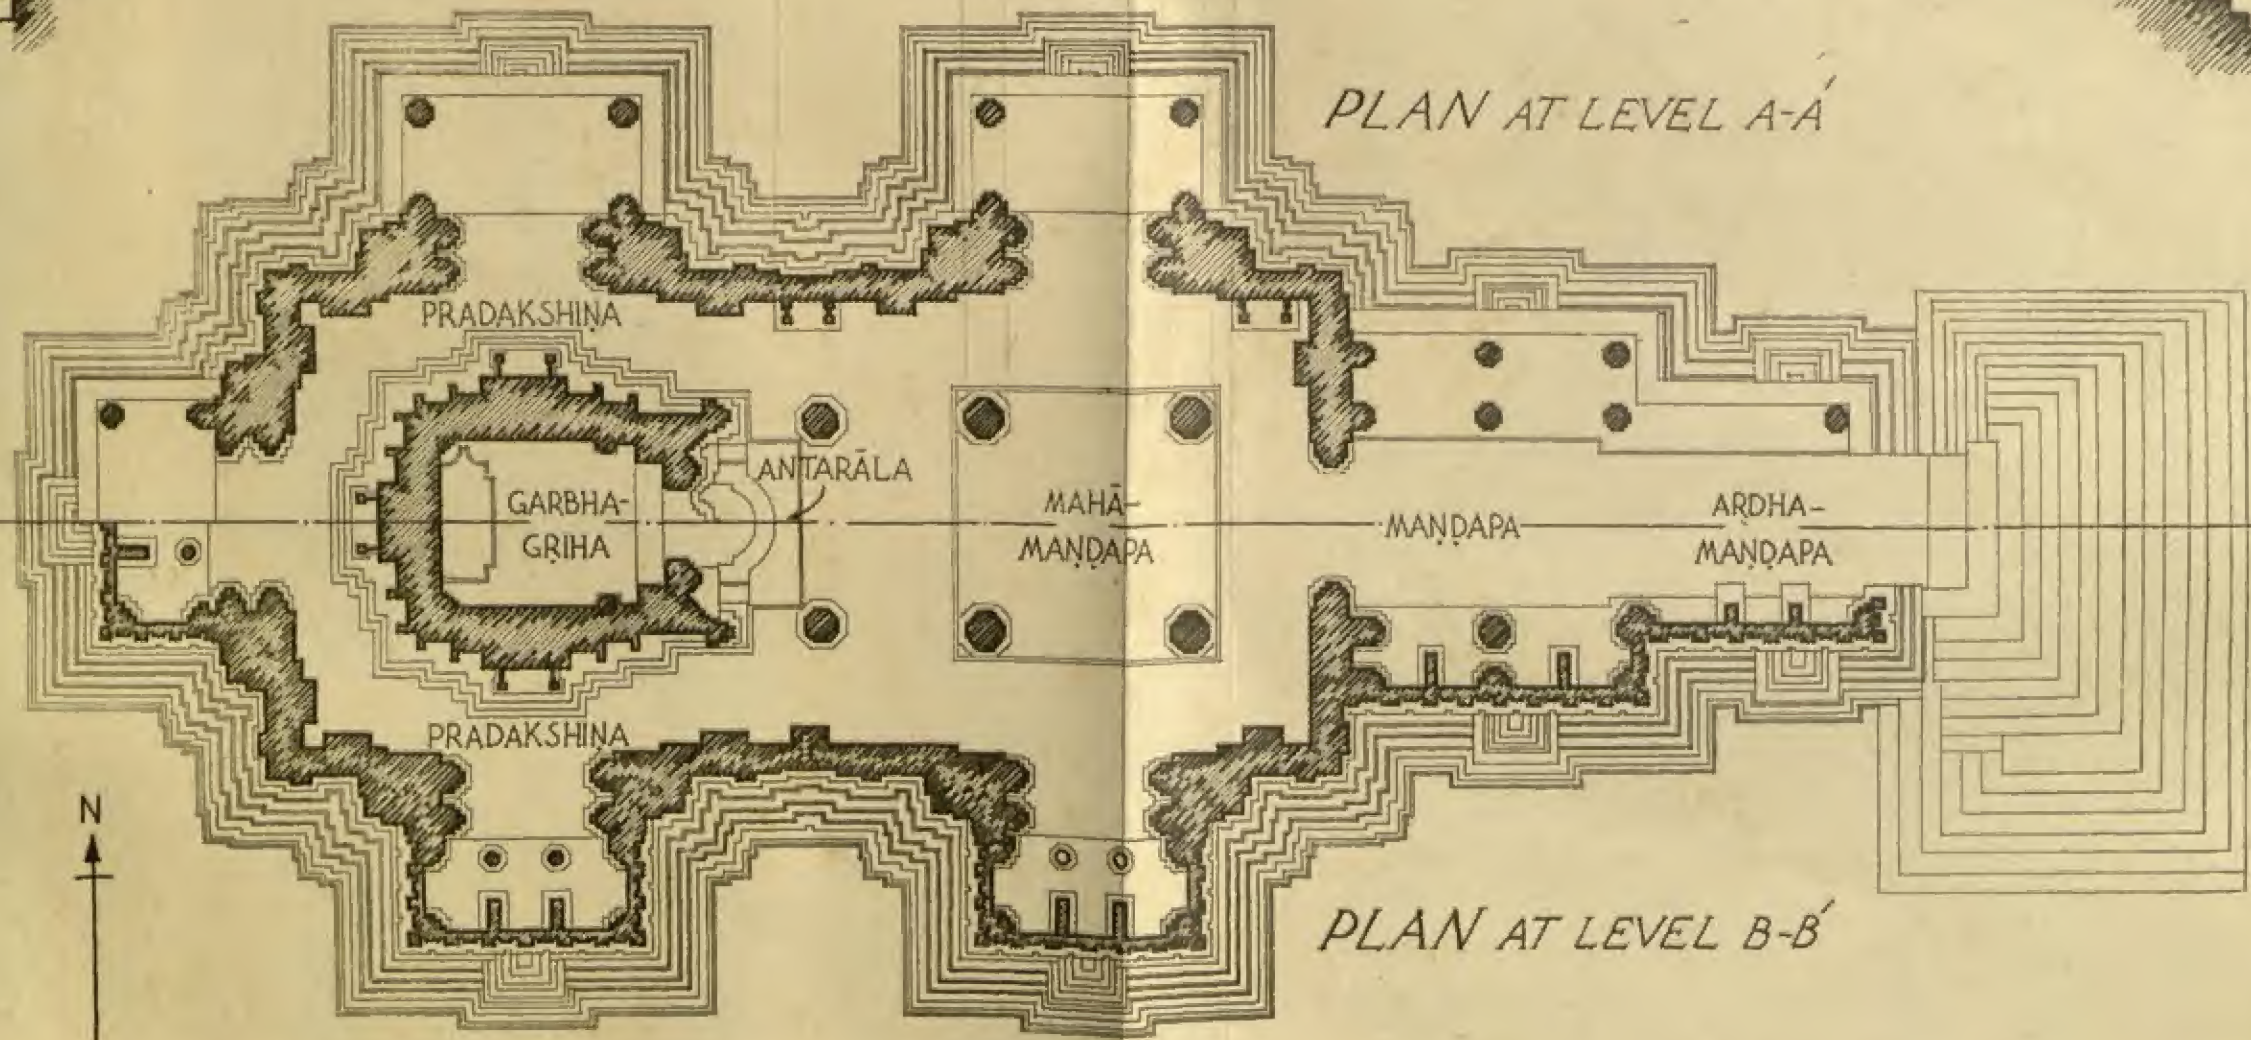 PLAN AT LEVEL A-A´
PRADAKSHIṆA
ANTARĀLA
GARBHA-
GṚIHA
MAHĀ-
MAṆḌAPA
MAṆḌAPA
ARDHA-
MAṆḌAPA
PRADAKSHIṆA
N
PLAN AT LEVEL B-B´